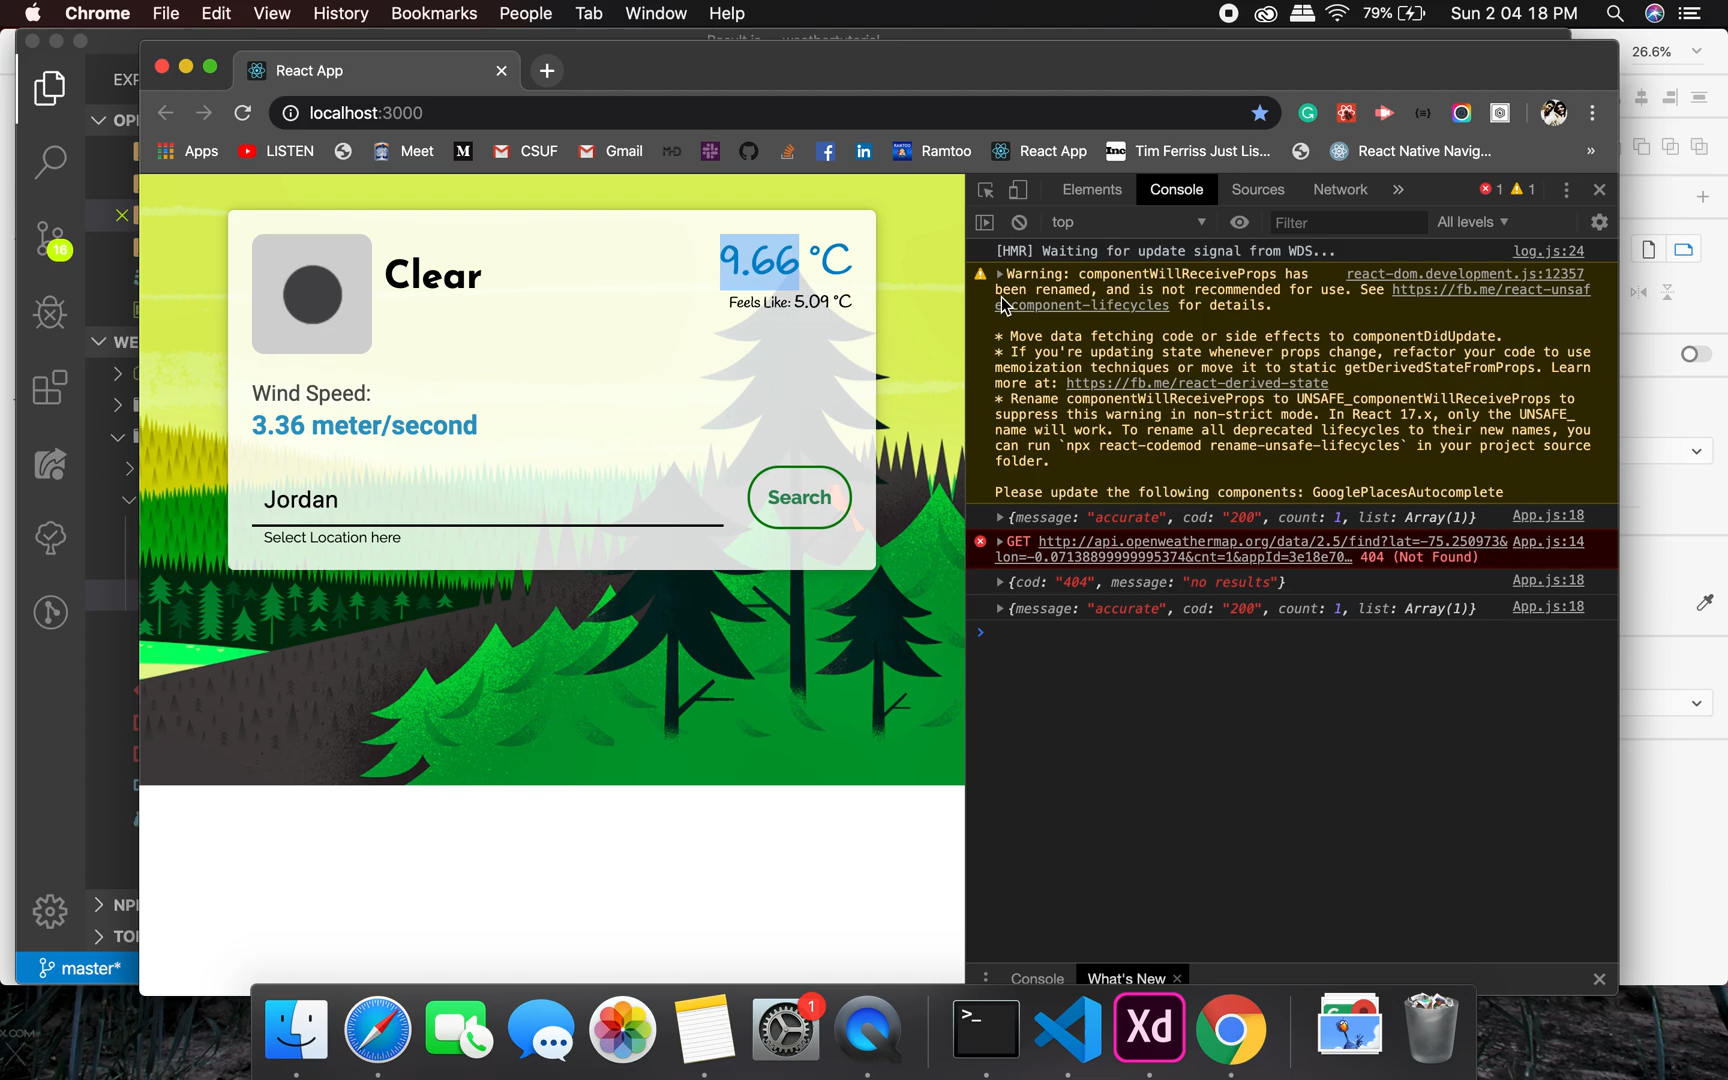 Chrome File Edit View History Bookmarks People Tab Window Help
79% Sun 2 04 18 PM
26.6%
EXP
React App
localhost:3000
Apps LISTEN Meet CSUF Gmail Ramtoo React App Tim Ferriss Just Lis... React Native Navig... »
16
WE
master*
Clear
9.66 °C
Feels Like: 5.09 °C
Wind Speed:
3.36 meter/second
Jordan
Search
Select Location here
Elements Console Sources Network » 1 1
top Filter All levels
[HMR] Waiting for update signal from WDS... log.js:24
Warning: componentWillReceiveProps has react-dom.development.js:12357
been renamed, and is not recommended for use. See https://fb.me/react-unsaf
component-lifecycles for details.
* Move data fetching code or side effects to componentDidUpdate.
* If you're updating state whenever props change, refactor your code to use
memoization techniques or move it to static getDerivedStateFromProps. Learn
more at: https://fb.me/react-derived-state
* Rename componentWillReceiveProps to UNSAFE_componentWillReceiveProps to
suppress this warning in non-strict mode. In React 17.x, only the UNSAFE_
name will work. To rename all deprecated lifecycles to their new names, you
can run `npx react-codemod rename-unsafe-lifecycles` in your project source
folder.
Please update the following components: GooglePlacesAutocomplete
{message: "accurate", cod: "200", count: 1, list: Array(1)} App.js:18
GET http://api.openweathermap.org/data/2.5/find?lat=-75.250973& App.js:14
lon=-0.07138899999995374&cnt=1&appId=3e18e70… 404 (Not Found)
{cod: "404", message: "no results"} App.js:18
{message: "accurate", cod: "200", count: 1, list: Array(1)} App.js:18
Console What's New
1
Xd